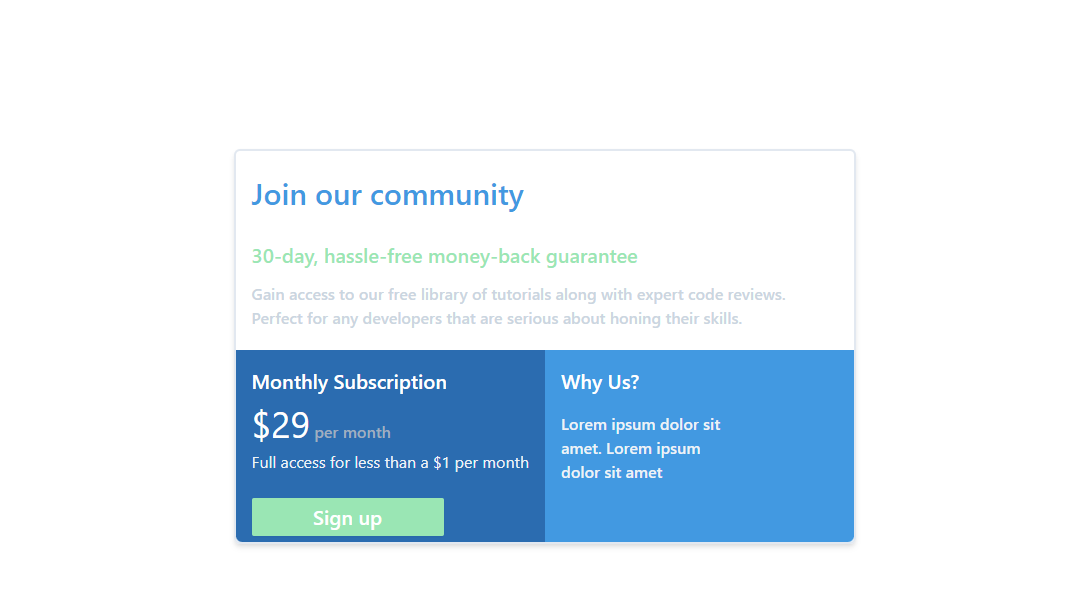 Join our community
30-day, hassle-free money-back guarantee
Gain access to our free library of tutorials along with expert code reviews.
Perfect for any developers that are serious about honing their skills.
Monthly Subscription
$29 per month
Full access for less than a $1 per month
Sign up
Why Us?
Lorem ipsum dolor sit
amet. Lorem ipsum
dolor sit amet